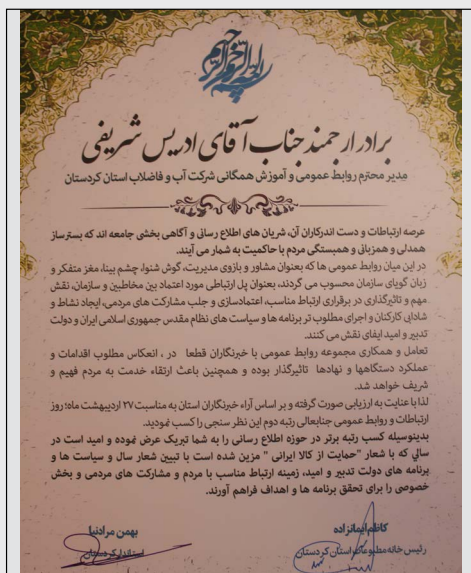 بسم الله الرحمن الرحیم
برادر ارجمند جناب آقای ادریس شریفی
مدیر محترم روابط عمومی و آموزش همگانی شرکت آب و فاضلاب استان کردستان
عرصه ارتباطات و دست اندرکاران آن، شریان های اطلاع رسانی و آگاهی بخشی جامعه اند که بسترساز
همدلی و همزبانی و همبستگی مردم با حاکمیت به شمار می آیند.
در این میان روابط عمومی ها که بعنوان مشاور و بازوی مدیریت، گوش شنوا، چشم بینا، مغز متفکر و
زبان گویای سازمان محسوب می گردند، بعنوان پل ارتباطی مورد اعتماد بین مخاطبین و سازمان، نقش
مهم و تاثیرگذاری در برقراری ارتباط مناسب، اعتمادسازی و جلب مشارکت های مردمی، ایجاد نشاط و
شادابی کارکنان و اجرای مطلوب تر برنامه ها و سیاست های نظام مقدس جمهوری اسلامی ایران و دولت
تدبیر و امید ایفای نقش می کنند.
تعامل و همکاری مجموعه روابط عمومی با خبرنگاران قطعا در ، انعکاس مطلوب اقدامات و
عملکرد دستگاهها و نهادها تاثیرگذار بوده و همچنین باعث ارتقاء خدمت به مردم فهیم و
شریف خواهد شد.
لذا با عنایت به ارزیابی صورت گرفته و بر اساس آراء خبرنگاران استان به مناسبت ۲۷ اردیبهشت ماه؛ روز
ارتباطات و روابط عمومی جنابعالی رتبه دوم این نظر سنجی را کسب نمودید.
بدینوسیله کسب رتبه برتر در حوزه اطلاع رسانی را به شما تبریک عرض نموده و امید است در
سالی که با شعار "حمایت از کالا ایرانی " مزین شده است با تبیین شعار سال و سیاست ها و
برنامه های دولت تدبیر و امید، زمینه ارتباط مناسب با مردم و مشارکت های مردمی و بخش
خصوصی را برای تحقق برنامه ها و اهداف فراهم آورند.
کاظم ایمانزاده
رئیس خانه مطبوعات استان کردستان
بهمن مرادنیا
استاندار کردستان